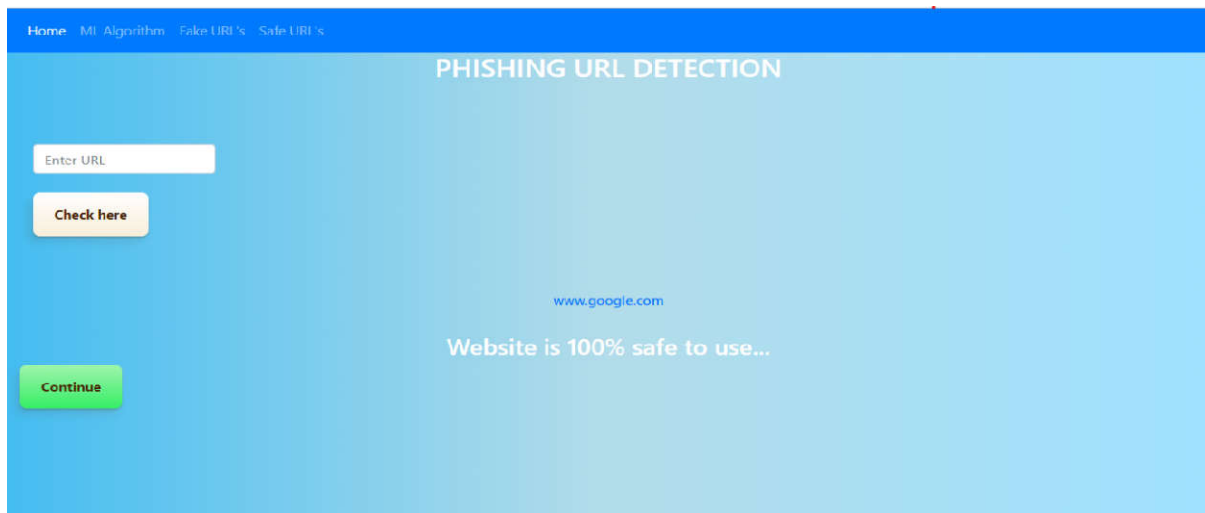 Home ML Algorithm Fake URL's Safe URL's
PHISHING URL DETECTION
Enter URL
Check here
www.google.com
Website is 100% safe to use...
Continue